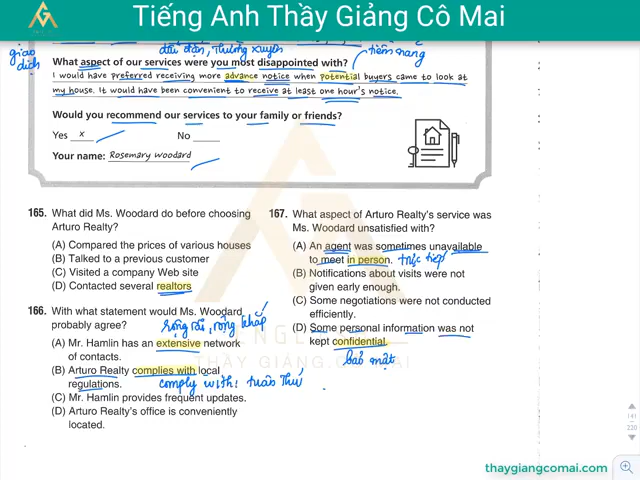 Tiếng Anh Thầy Giảng Cô Mai
giao dịch
đều đặn, thường xuyên
tiềm năng
What aspect of our services were you most disappointed with?
I would have preferred receiving more advance notice when potential buyers came to look at
my house. It would have been convenient to receive at least one hour's notice.
Would you recommend our services to your family or friends?
Yes x No
Your name: Rosemary Woodard
165. What did Ms. Woodard do before choosing
Arturo Realty?
(A) Compared the prices of various houses
(B) Talked to a previous customer
(C) Visited a company Web site
(D) Contacted several realtors
166. With what statement would Ms. Woodard
probably agree?
rộng rãi, rộng khắp
(A) Mr. Hamlin has an extensive network
of contacts.
(B) Arturo Realty complies with local
regulations.
comply with: tuân thủ
(C) Mr. Hamlin provides frequent updates.
(D) Arturo Realty's office is conveniently
located.
167. What aspect of Arturo Realty's service was
Ms. Woodard unsatisfied with?
(A) An agent was sometimes unavailable
to meet in person. trực tiếp
(B) Notifications about visits were not
given early enough.
(C) Some negotiations were not conducted
efficiently.
(D) Some personal information was not
kept confidential.
bảo mật
THẦY GIẢNG CÔ MAI
141
220
thaygiangcomai.com